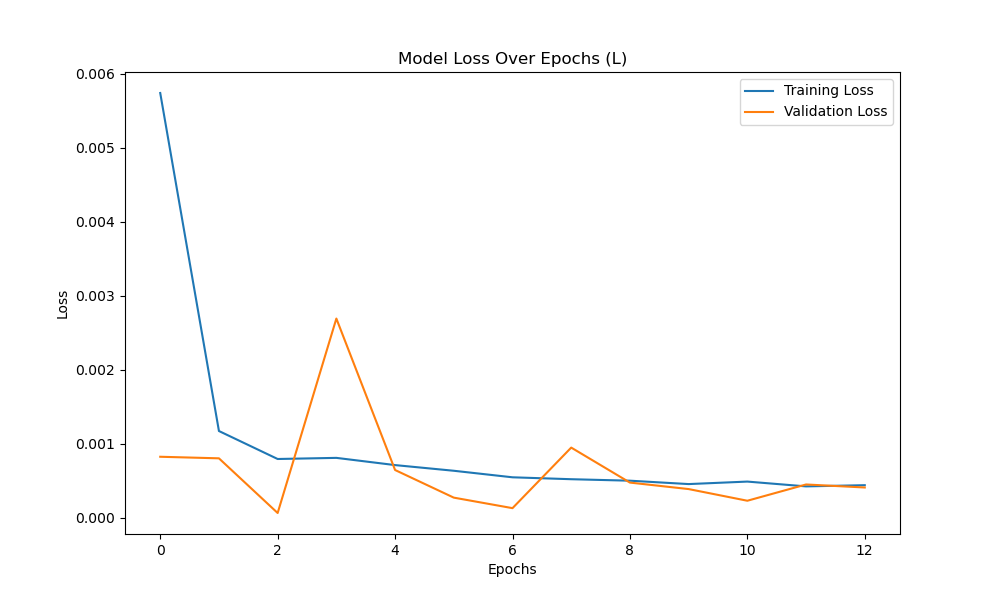 Model Loss Over Epochs (L)
Training Loss
Validation Loss
0.006
0.005
0.004
0.003
0.002
0.001
0.000
Loss
0 2 4 6 8 10 12
Epochs